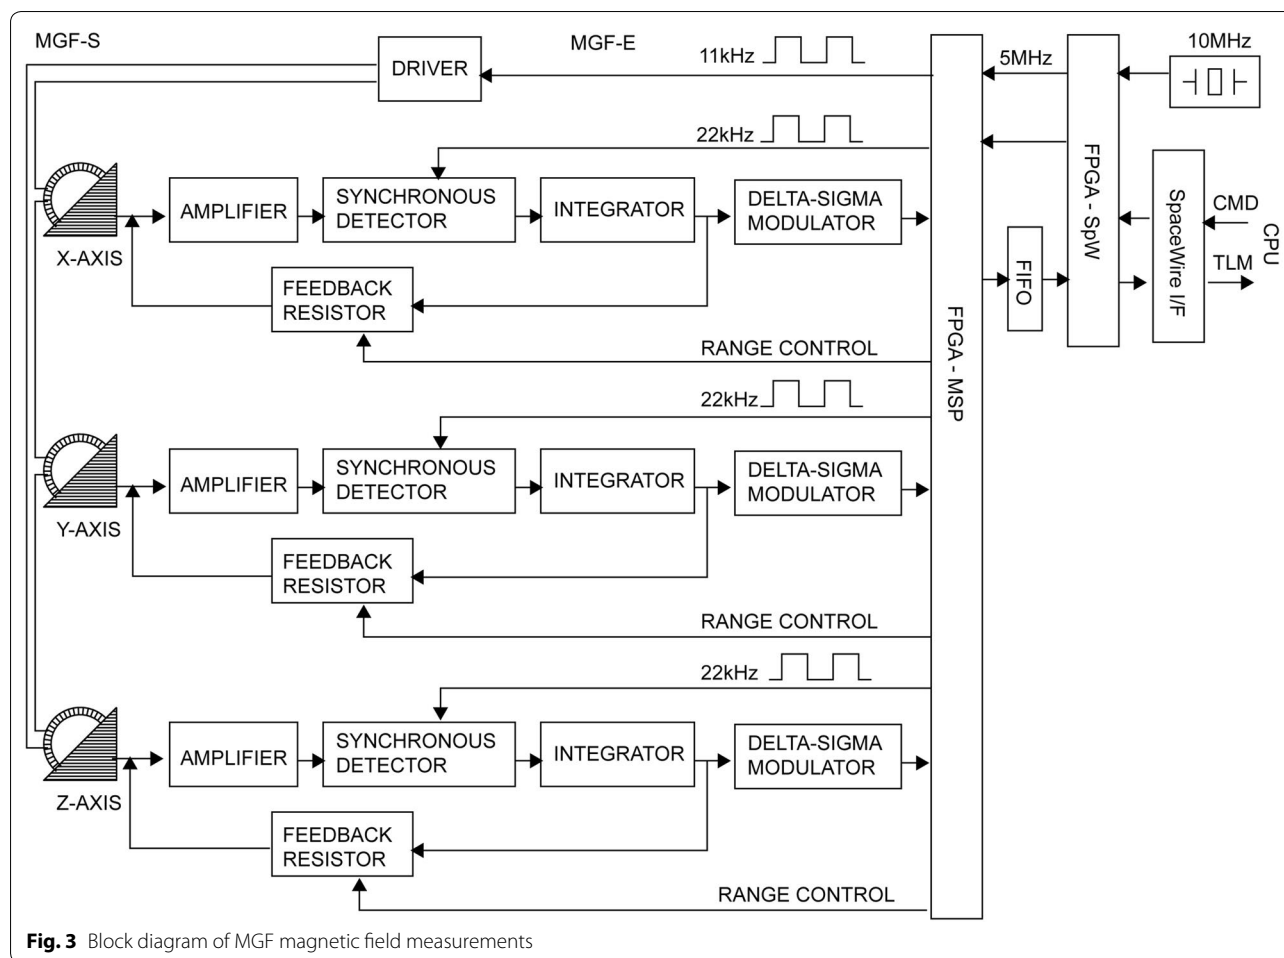 MGF-S
MGF-E
DRIVER
11kHz
5MHz
10MHz
22kHz
AMPLIFIER
SYNCHRONOUS
DETECTOR
INTEGRATOR
DELTA-SIGMA
MODULATOR
X-AXIS
FEEDBACK
RESISTOR
RANGE CONTROL
FPGA - MSP
FIFO
FPGA - SpW
SpaceWire I/F
CMD
TLM
CPU
22kHz
AMPLIFIER
SYNCHRONOUS
DETECTOR
INTEGRATOR
DELTA-SIGMA
MODULATOR
Y-AXIS
FEEDBACK
RESISTOR
RANGE CONTROL
22kHz
AMPLIFIER
SYNCHRONOUS
DETECTOR
INTEGRATOR
DELTA-SIGMA
MODULATOR
Z-AXIS
FEEDBACK
RESISTOR
RANGE CONTROL
Fig. 3 Block diagram of MGF magnetic field measurements